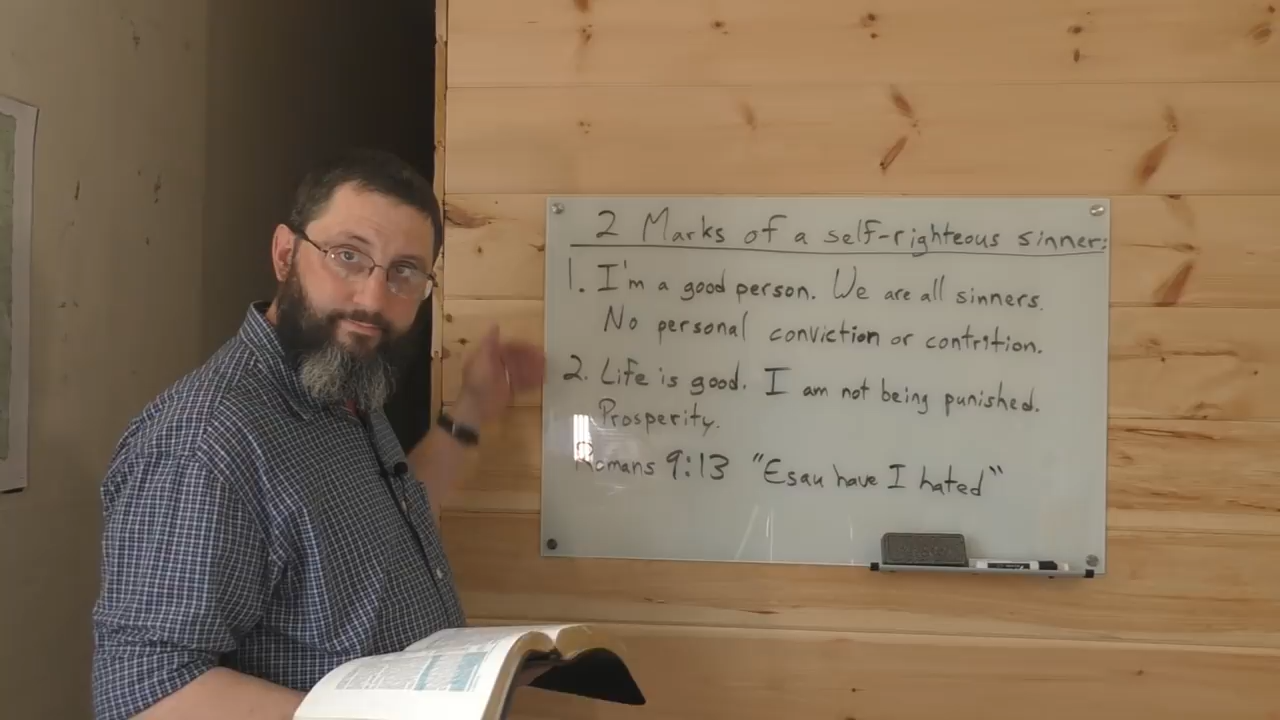 2 Marks of a self-righteous sinner:
1. I'm a good person. We are all sinners.
No personal conviction or contrition.
2. Life is good. I am not being punished.
Prosperity.
Romans 9:13 "Esau have I hated"